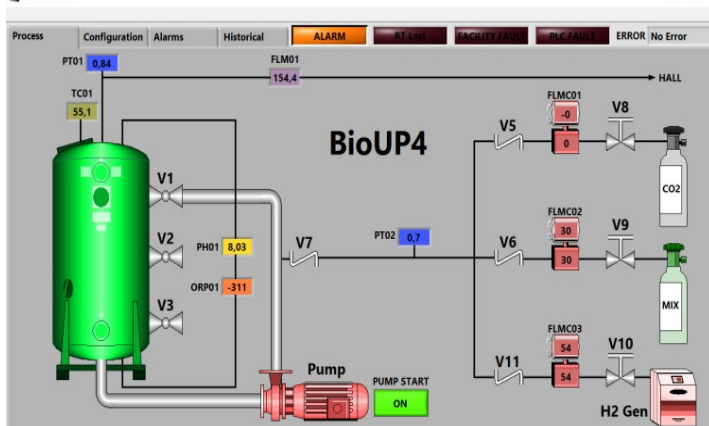 Process Configuration Alarms Historical ALARM RT Lost FACILITY FAULT PLC FAULT ERROR No Error
PT01 0,84
FLM01
154,4
HALL
TC01
55,1
BioUP4
FLMC01
-0
0
V5
V8
CO2
V1
V2
V3
PH01 8,03
ORP01 -311
V7
PT02 0,7
FLMC02
30
30
V6
V9
MIX
FLMC03
54
54
V11
V10
H2 Gen
Pump
PUMP START
ON